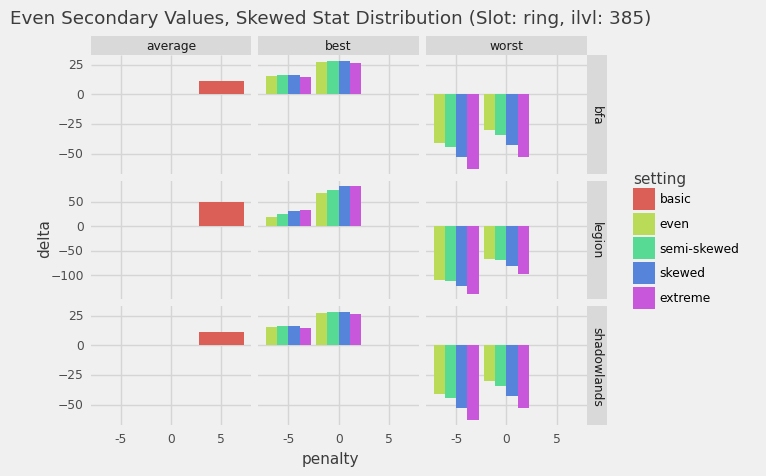 Even Secondary Values, Skewed Stat Distribution (Slot: ring, ilvl: 385)
average best worst
25
0
-25
-50
bfa
50
0
-50
-100
legion
25
0
-25
-50
shadowlands
-5 0 5 -5 0 5 -5 0 5
penalty
delta
setting
basic
even
semi-skewed
skewed
extreme